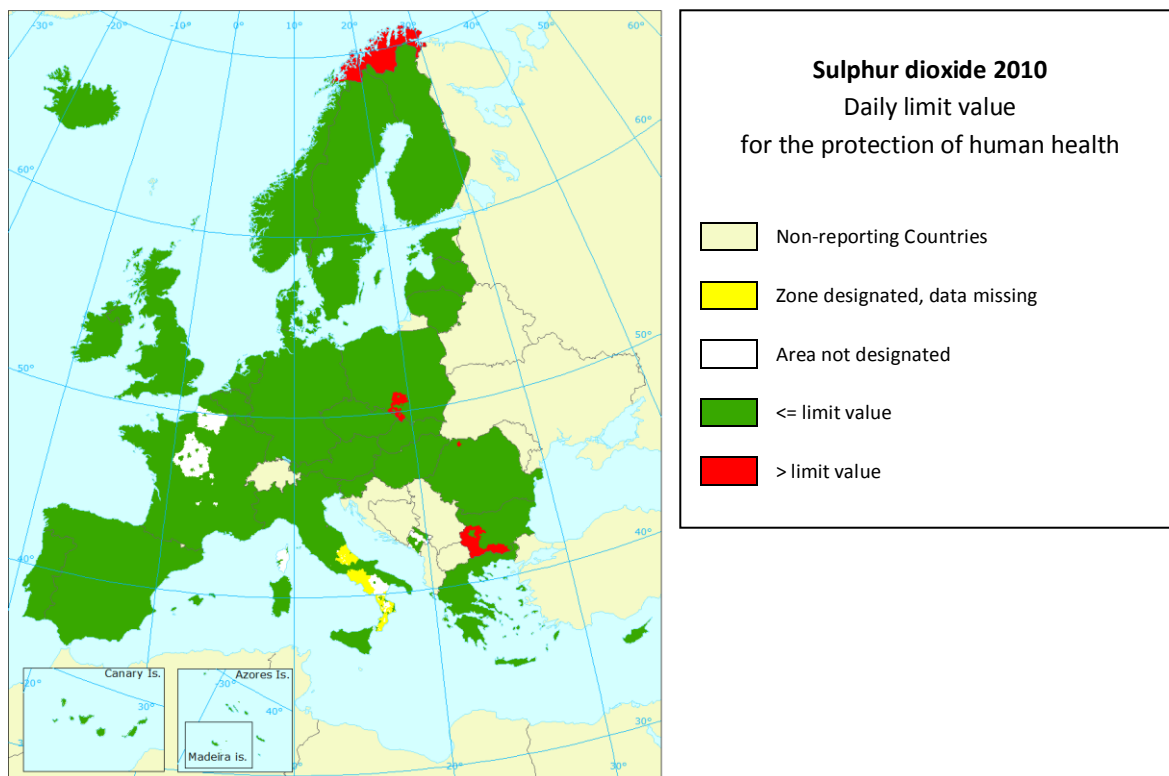 -30° -20° -10° 0° 10° 20° 30° 40° 50°
60°
60°
50°
50°
40°
40°
Canary Is.
-20°
30°
Azores Is.
-30°
40°
Madeira is.
30°
0° 10° 20° 30°
Sulphur dioxide 2010
Daily limit value
for the protection of human health
Non-reporting Countries
Zone designated, data missing
Area not designated
<= limit value
> limit value